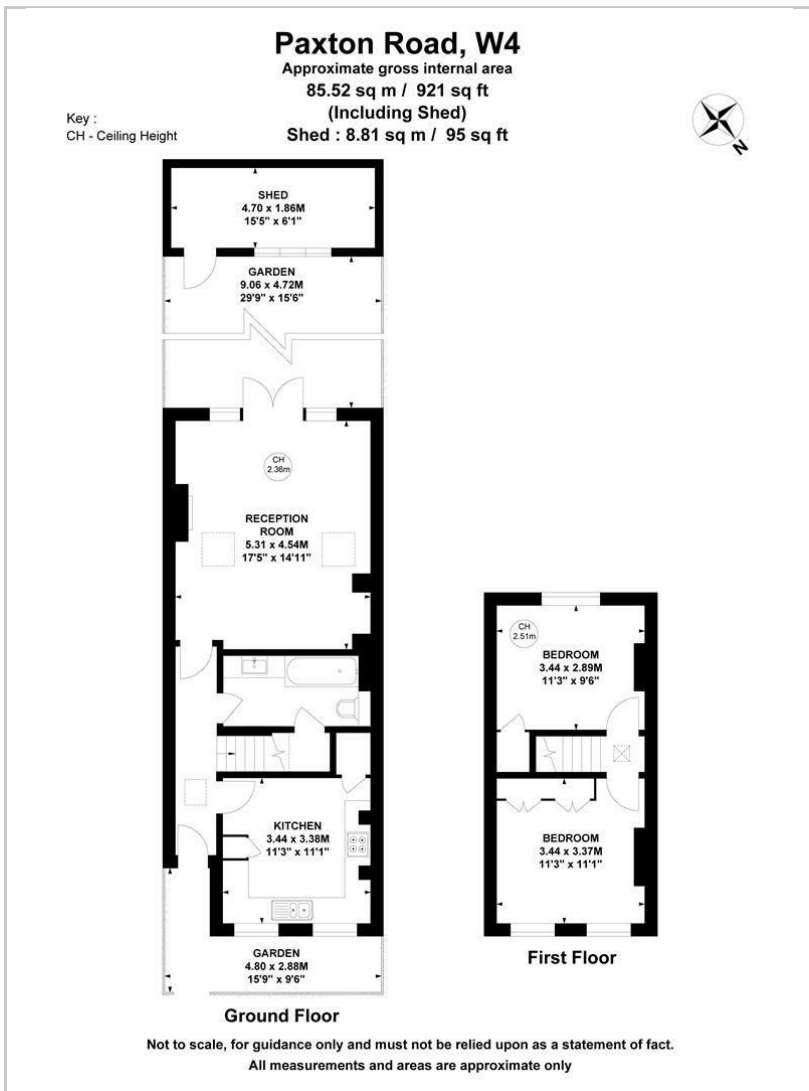 Paxton Road, W4
Approximate gross internal area
85.52 sq m / 921 sq ft
(Including Shed)
Shed : 8.81 sq m / 95 sq ft
Key :
CH - Ceiling Height
N
SHED
4.70 x 1.86M
15'5" x 6'1"
GARDEN
9.06 x 4.72M
29'9" x 15'6"
CH
2.36m
RECEPTION
ROOM
5.31 x 4.54M
17'5" x 14'11"
KITCHEN
3.44 x 3.38M
11'3" x 11'1"
GARDEN
4.80 x 2.88M
15'9" x 9'6"
Ground Floor
CH
2.51m
BEDROOM
3.44 x 2.89M
11'3" x 9'6"
BEDROOM
3.44 x 3.37M
11'3" x 11'1"
First Floor
Not to scale, for guidance only and must not be relied upon as a statement of fact.
All measurements and areas are approximate only